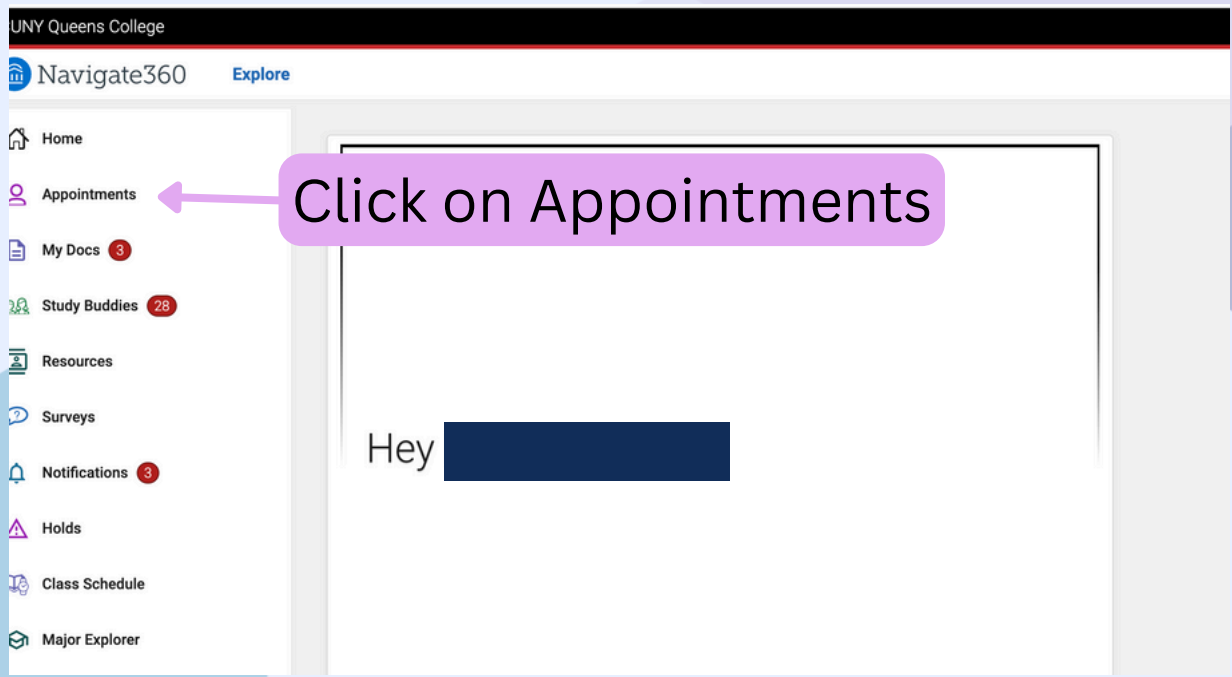 UNY Queens College
Navigate360 Explore
Home
Appointments
Click on Appointments
My Docs 3
Study Buddies 28
Resources
Surveys
Hey
Notifications 3
Holds
Class Schedule
Major Explorer